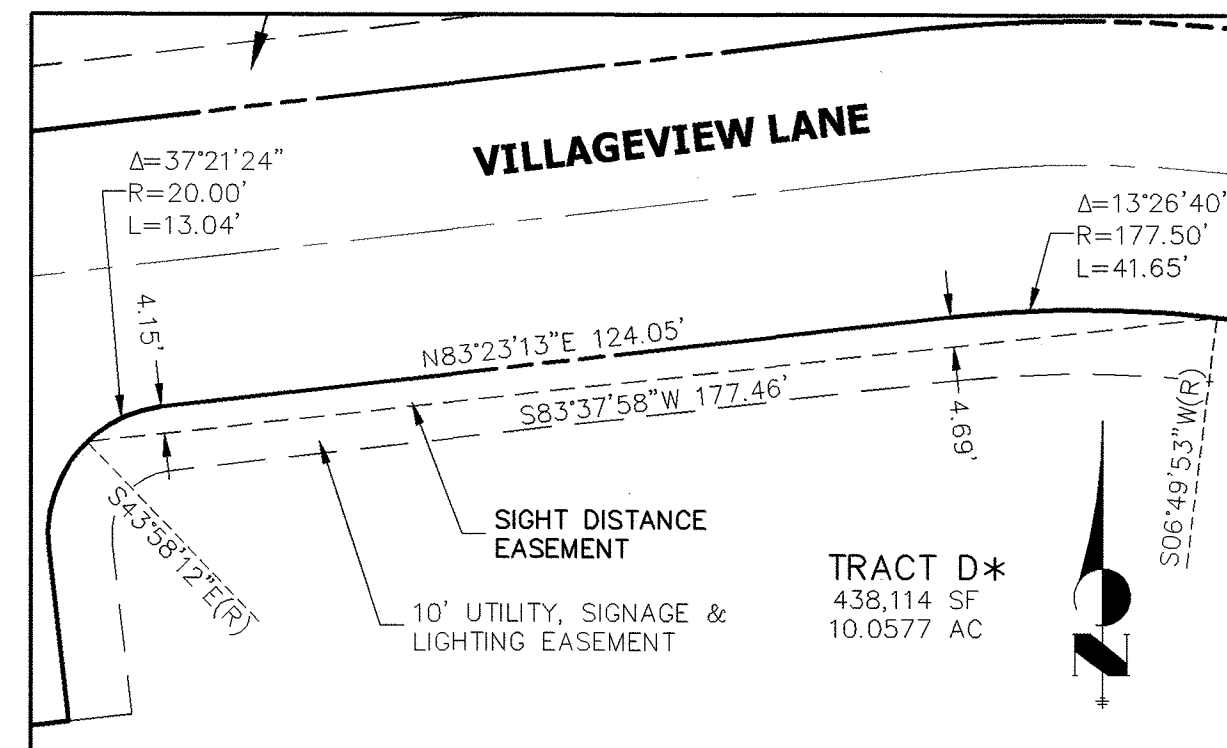 VILLAGEVIEW LANE
Δ=37°21'24"
R=20.00'
L=13.04'
Δ=13°26'40"
R=177.50'
L=41.65'
4.15'
N83°23'13"E 124.05'
S83°37'58"W 177.46'
4.69'
S43°58'12"E(R)
S06°49'53"W(R)
SIGHT DISTANCE
EASEMENT
10' UTILITY, SIGNAGE &
LIGHTING EASEMENT
TRACT D*
438,114 SF
10.0577 AC
N